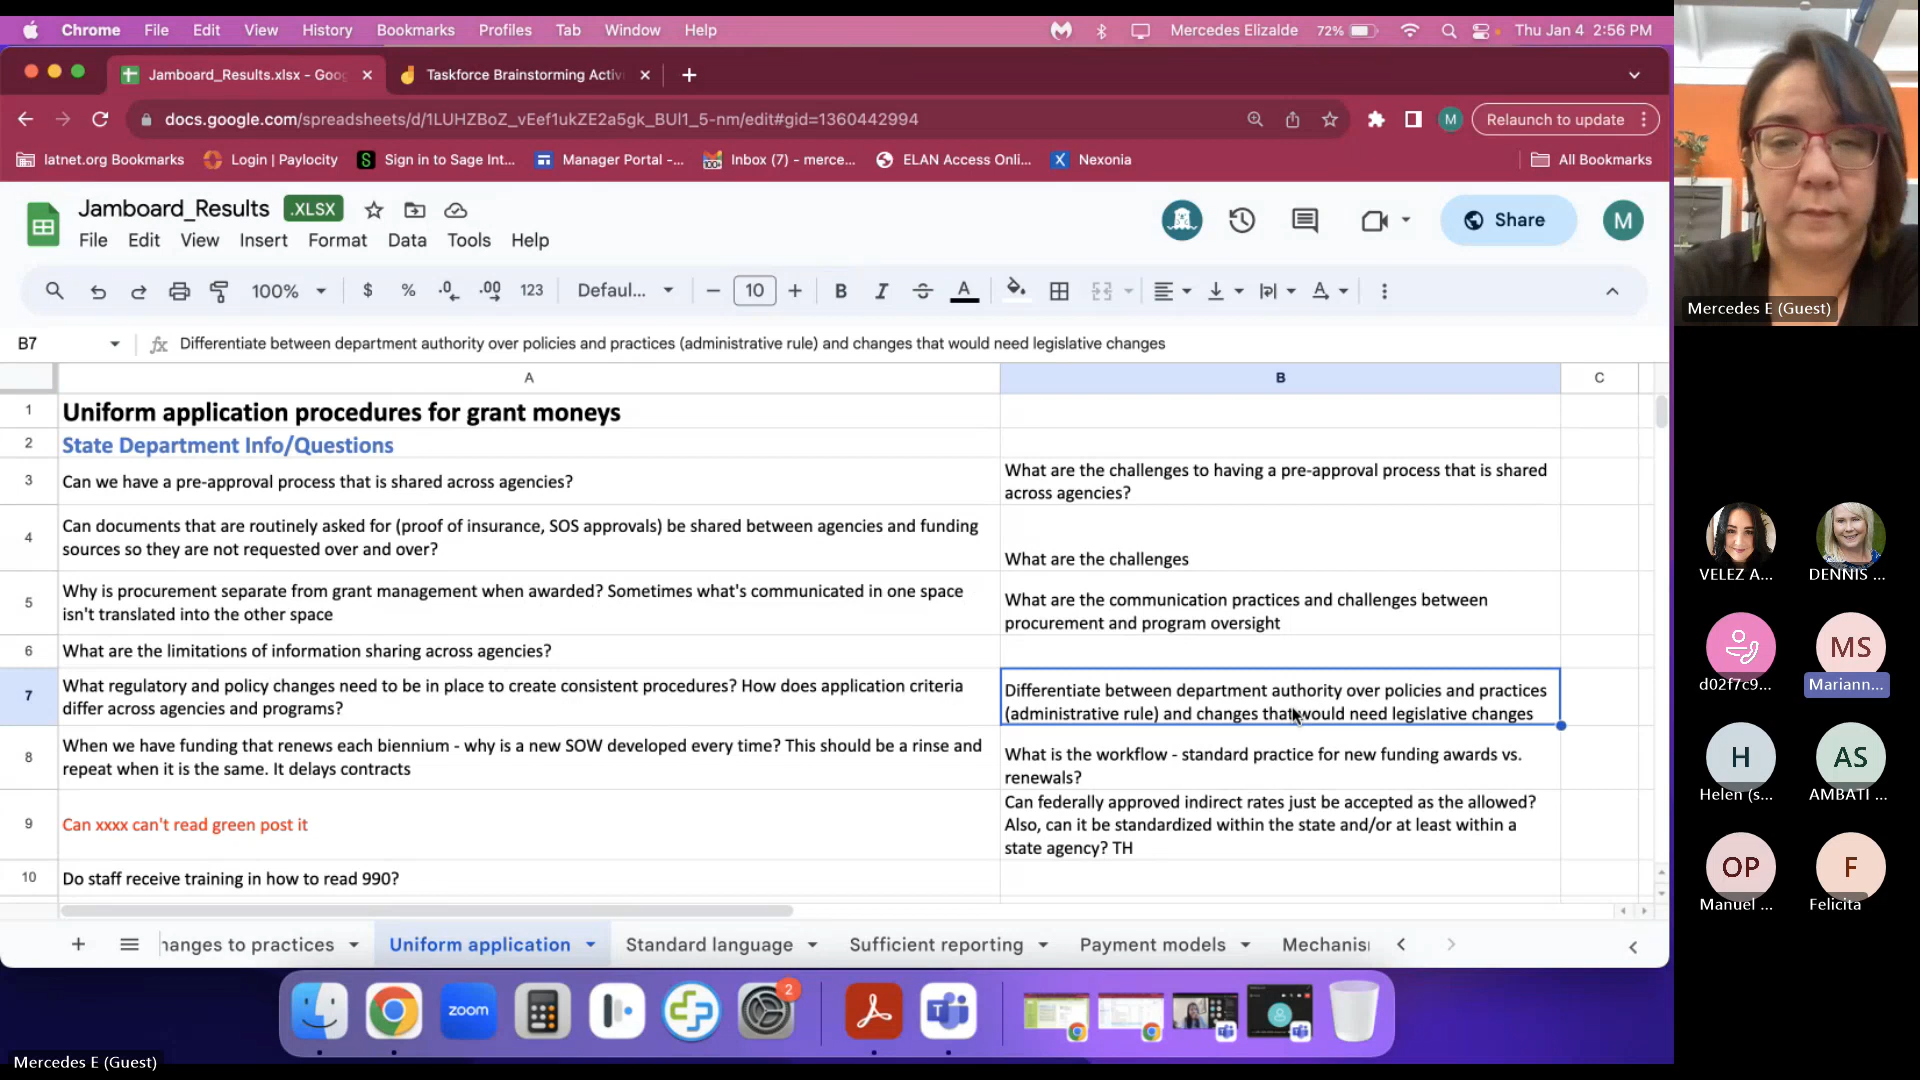 Chrome File Edit View History Bookmarks Profiles Tab Window Help Mercedes Elizalde 72% Thu Jan 4 2:56 PM
Jamboard_Results.xlsx - Goo Taskforce Brainstorming Activ
docs.google.com/spreadsheets/d/1LUHZBoZ_vEef1ukZE2a5gk_BUI1_5-nm/edit#gid=1360442994 M Relaunch to update
latnet.org Bookmarks Login | Paylocity Sign in to Sage Int... Manager Portal -... Inbox (7) - merce... ELAN Access Onli... Nexonia All Bookmarks
Jamboard_Results .XLSX
Share M
File Edit View Insert Format Data Tools Help
100% $ % .0 .00 123 Defaul... 10 B I A
B7 fx Differentiate between department authority over policies and practices (administrative rule) and changes that would need legislative changes
A B C
1 Uniform application procedures for grant moneys
2 State Department Info/Questions
3 Can we have a pre-approval process that is shared across agencies?
What are the challenges to having a pre-approval process that is shared
across agencies?
4 Can documents that are routinely asked for (proof of insurance, SOS approvals) be shared between agencies and funding
sources so they are not requested over and over?
What are the challenges
5 Why is procurement separate from grant management when awarded? Sometimes what's communicated in one space
isn't translated into the other space
What are the communication practices and challenges between
procurement and program oversight
6 What are the limitations of information sharing across agencies?
7 What regulatory and policy changes need to be in place to create consistent procedures? How does application criteria
differ across agencies and programs?
Differentiate between department authority over policies and practices
(administrative rule) and changes that would need legislative changes
8 When we have funding that renews each biennium - why is a new SOW developed every time? This should be a rinse and
repeat when it is the same. It delays contracts
What is the workflow - standard practice for new funding awards vs.
renewals?
9 Can xxxx can't read green post it
Can federally approved indirect rates just be accepted as the allowed?
Also, can it be standardized within the state and/or at least within a
state agency? TH
10 Do staff receive training in how to read 990?
hanges to practices Uniform application Standard language Sufficient reporting Payment models Mechanis
zoom 2
Mercedes E (Guest)
Mercedes E (Guest)
VELEZ A... DENNIS ...
MS
d02f7c9... Mariann...
H AS
Helen (s... AMBATI ...
OP F
Manuel ... Felicita